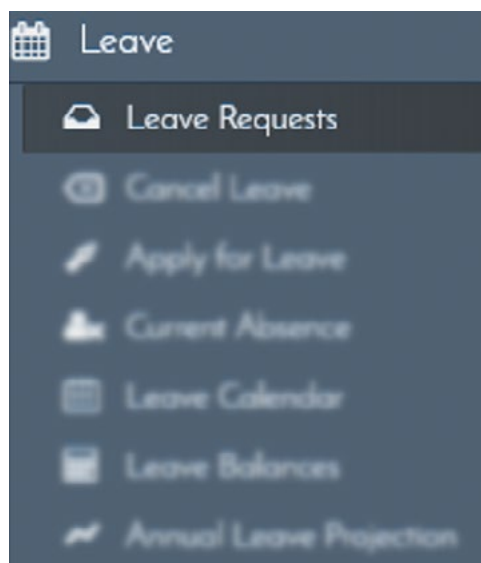 Leave
Leave Requests
Cancel Leave
Apply for Leave
Current Absence
Leave Calendar
Leave Balances
Annual Leave Projection